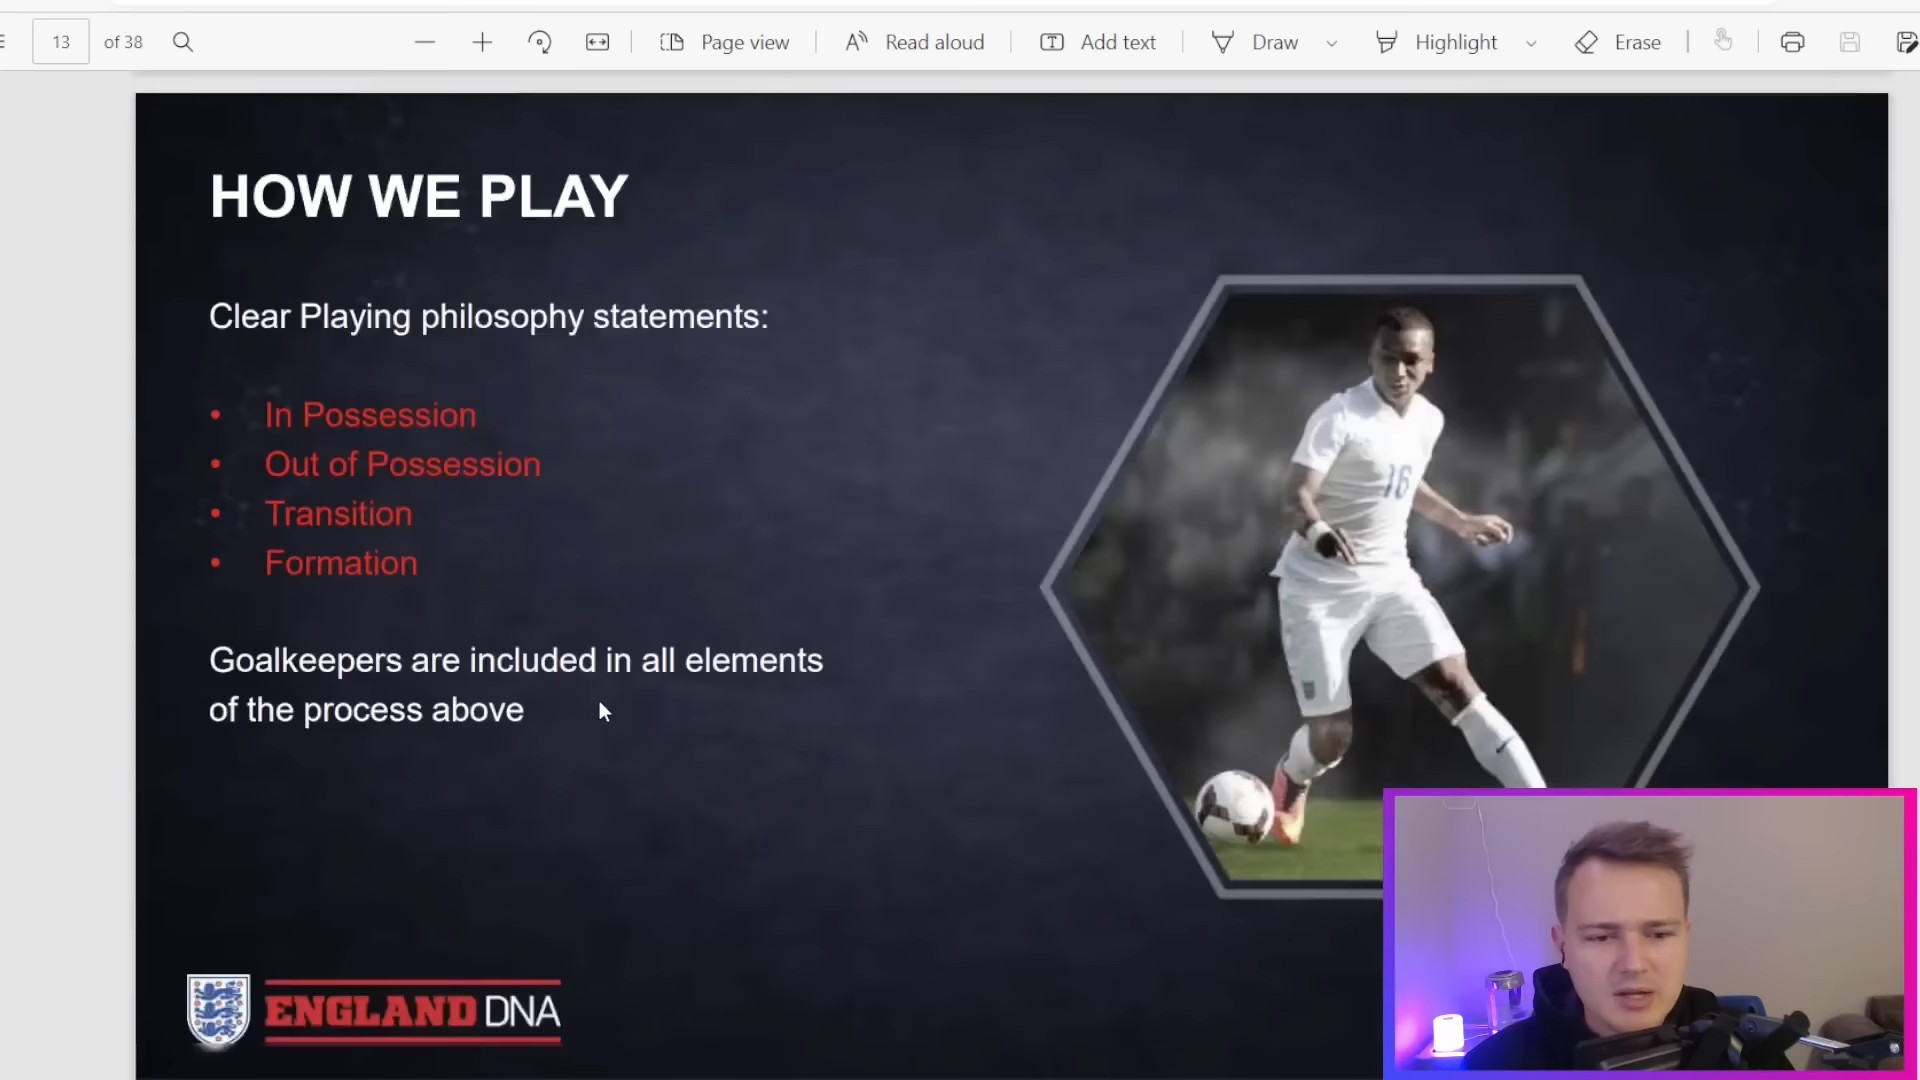 13 of 38 Page view Read aloud Add text Draw Highlight Erase
HOW WE PLAY
Clear Playing philosophy statements:
• In Possession
• Out of Possession
• Transition
• Formation
Goalkeepers are included in all elements
of the process above
16
ENGLAND DNA